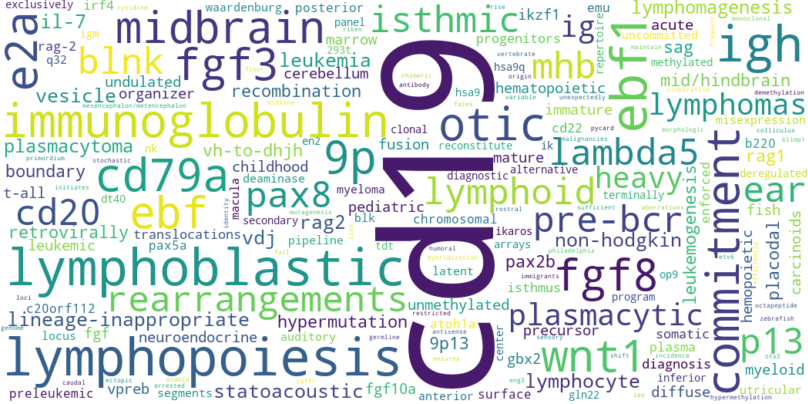 exclusively irf4 cytidine waardenburg posterior panel rise monoclonal emu lymphomagenesis
il-7 midbrain isthmic riken ikzf1 acute
e2a rag-2 igm marrow 293t. progenitors ig repertoire uncommitted
q32 blnk fgf3 leukemia vertebrate sag igh
undulated cerebellum chimeric origin methylated
vesicle organizer recombination antibody hsa9q mhb ebf1 mid/hindbrain
mesencephalon/metencephalon midline hsa9 hematopoietic variable lymphomas
immunoglobulin clonal fates unexpectedly immature misexpression
plasmacytoma nk en2 fusion otic cd22 pycard colliculus
primordium vh-to-dhjh reconstitute ik morphologic b220 blimp1
boundary stochastic deaminase 9p mature alternative lambda5 rag1
t-all initiates childhood myeloma diagnostic malignancies terminally deregulated
cd79a macula pax8 pediatric lymphoid heavy ear
dt40 secondary mutagenesis blk ikaros rostral sufficient aberrations enforced fish
cd20 ebf identity rag2 chromosomal pre-bcr leukemogenesis commitment
retrovirally translocations vdj arrays non-hodgkin placodal carcinoids
leukemic pax5a pipeline tdt humoral hybridization philadelphia hemopoietic
lymphoblastic fail latent cd19 pax2b fgf8 etv6
loci immigrants op9 octapeptide
rearrangements unmethylated isthmus program zebrafish
c20orf112 restricted
lineage-inappropriate hypermutation atoh1a plasmacytic somatic p13
genome locus fgf neuroendocrine auditory antisense center precursor plasma
lymphopoiesis germline 9p13 sensory shift incidence diagnosis otx2
ensures gbx2 wnt1 myeloid
caudal ectopic enable lymphocyte inferior
preleukemic vpreb arrested segments statoacoustic fgf10a anterior surface eng3 gln22 iso diffuse utricular hypermethylation
demethylation maintain